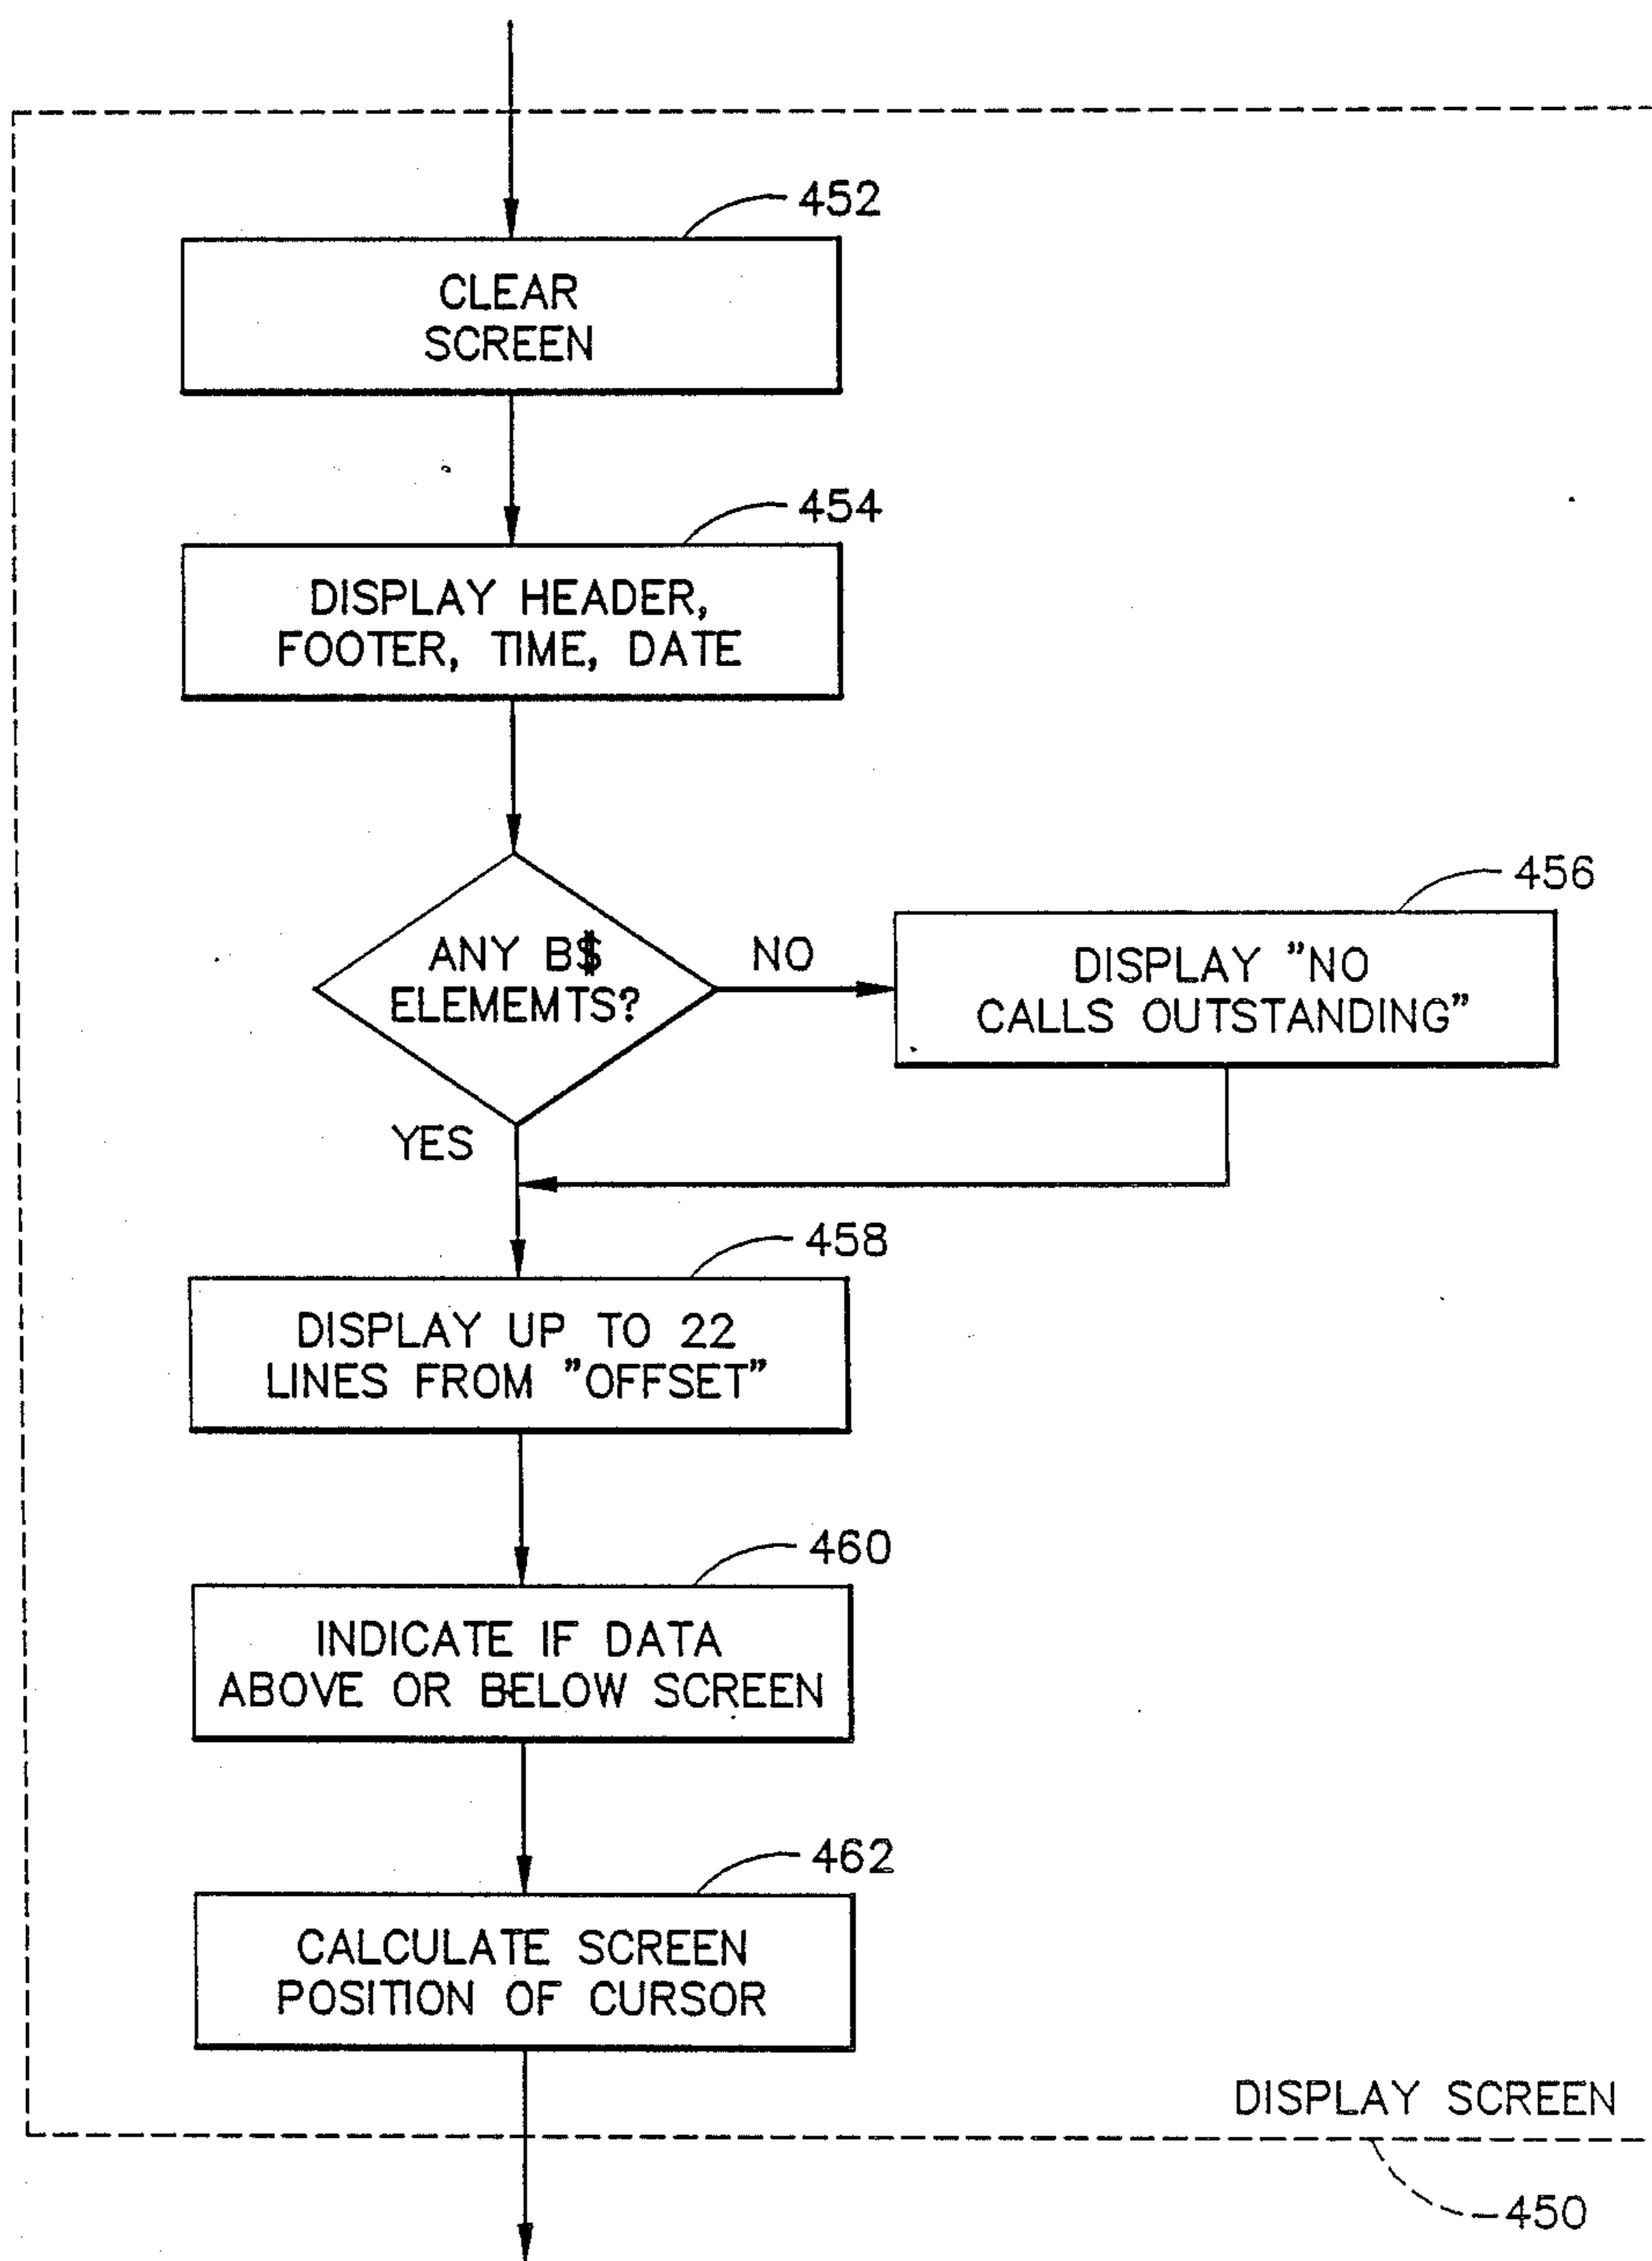 452
CLEAR
SCREEN
454
DISPLAY HEADER,
FOOTER, TIME, DATE
ANY B$
ELEMEMTS?
NO
YES
456
DISPLAY "NO
CALLS OUTSTANDING"
458
DISPLAY UP TO 22
LINES FROM "OFFSET"
460
INDICATE IF DATA
ABOVE OR BELOW SCREEN
462
CALCULATE SCREEN
POSITION OF CURSOR
DISPLAY SCREEN
450